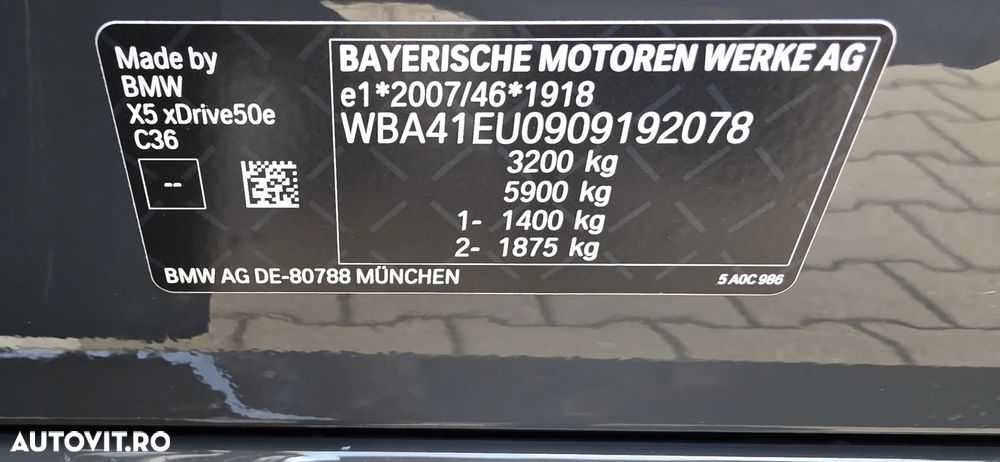 Made by
BMW
X5 xDrive50e
C36
--
BAYERISCHE MOTOREN WERKE AG
e1*2007/46*1918
WBA41EU0909192078
3200 kg
5900 kg
1- 1400 kg
2- 1875 kg
BMW AG DE-80788 MÜNCHEN
5 A0C 986
AUTOVIT.RO